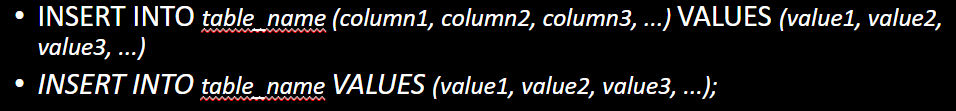 • INSERT INTO table_name (column1, column2, column3, ...) VALUES (value1, value2,
value3, ...)
• INSERT INTO table_name VALUES (value1, value2, value3, ...);